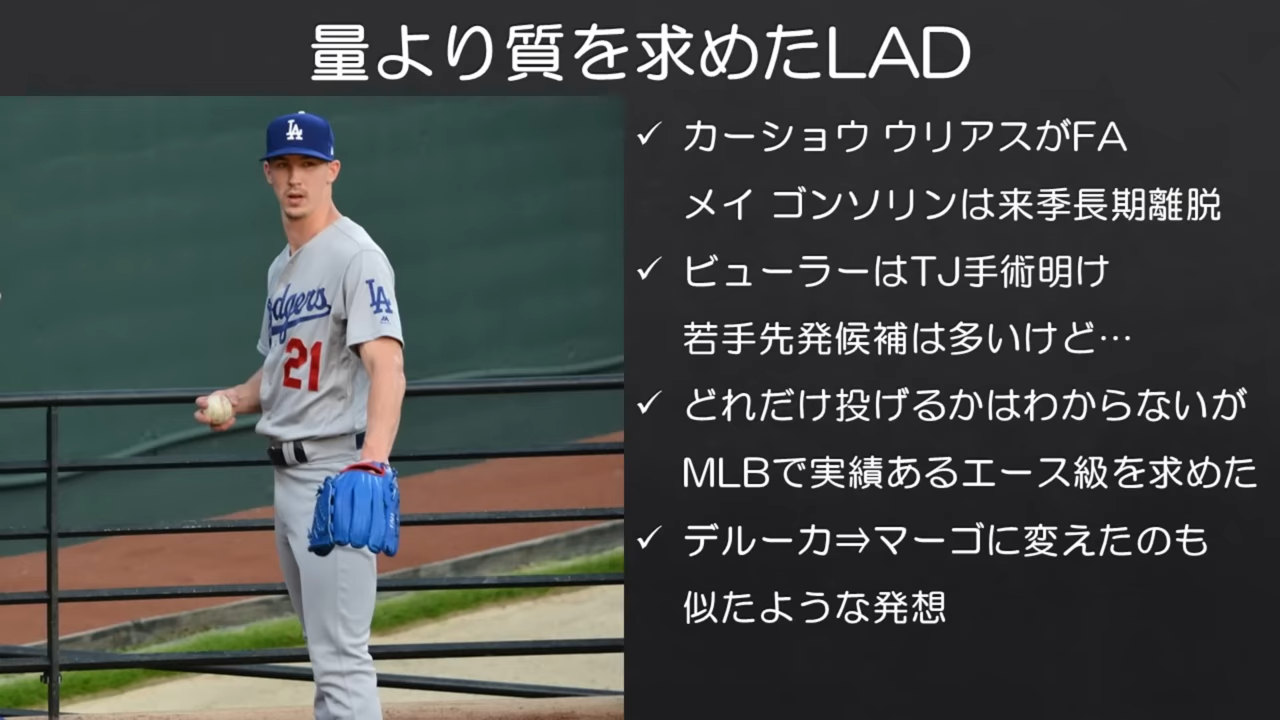 量より質を求めたLAD
✓ カーショウ ウリアスがFA
メイ ゴンソリンは来季長期離脱
✓ ビューラーはTJ手術明け
若手先発候補は多いけど…
✓ どれだけ投げるかはわからないが
MLBで実績あるエース級を求めた
✓ デルーカ⇒マーゴに変えたのも
似たような発想
LA
LA
Dodgers
21